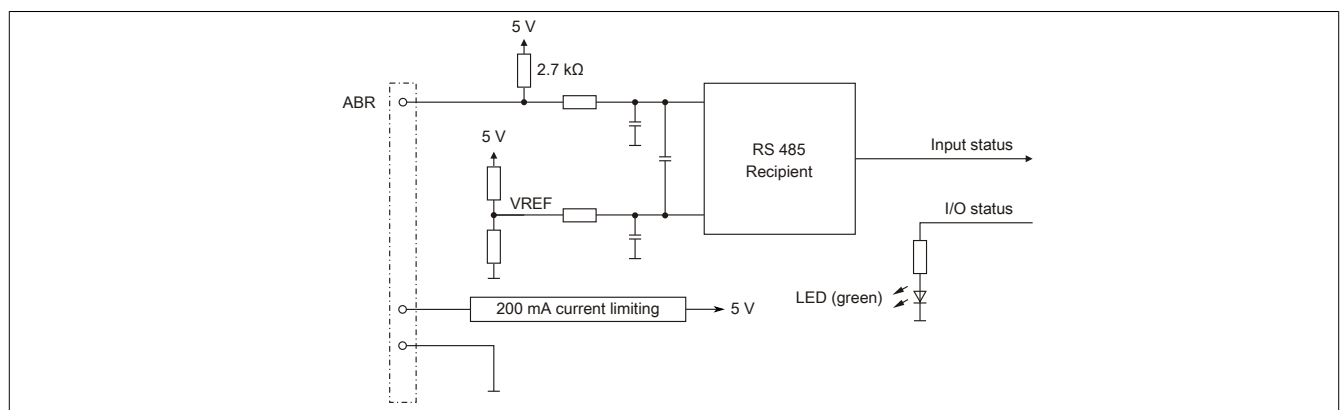 5 V
2.7 kΩ
ABR
5 V
VREF
RS 485
Recipient
Input status
I/O status
LED (green)
200 mA current limiting
5 V